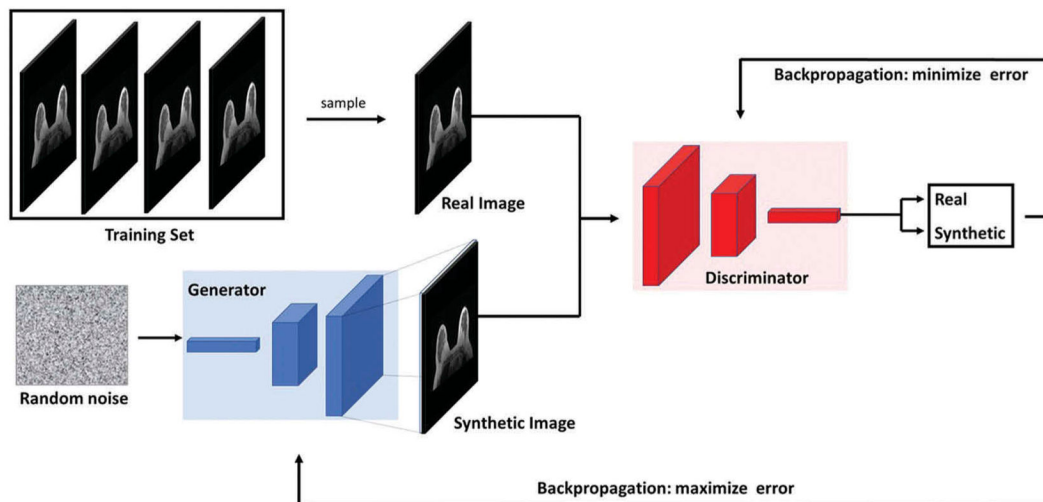 Backpropagation: minimize error
sample
Real Image
Training Set
Real
Synthetic
Discriminator
Generator
Random noise
Synthetic Image
Backpropagation: maximize error